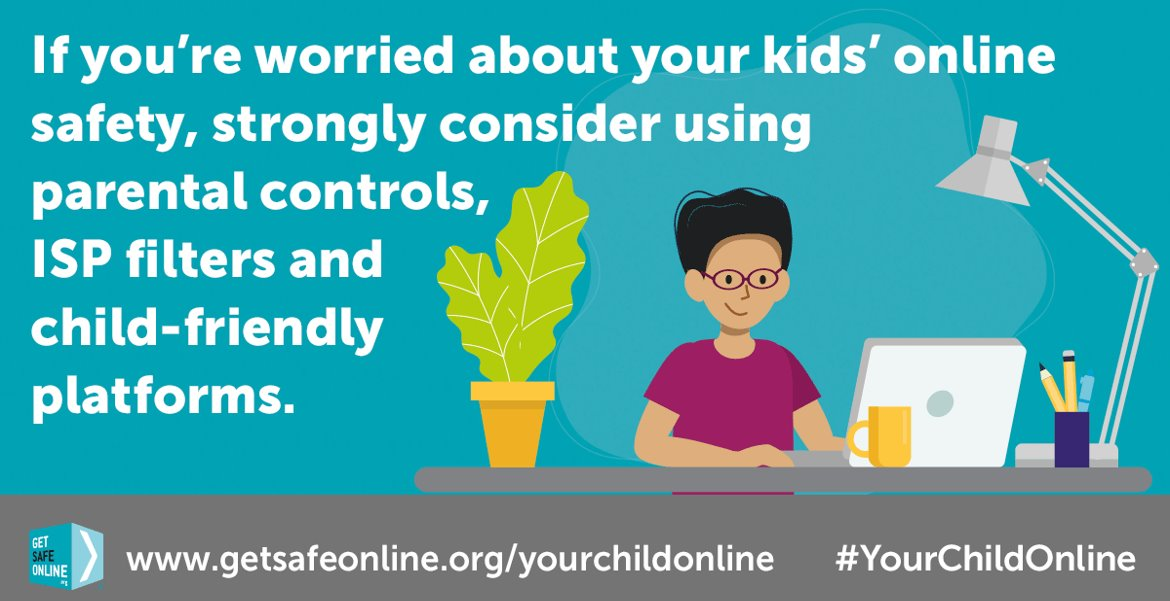 If you’re worried about your kids’ online
safety, strongly consider using
parental controls,
ISP filters and
child-friendly
platforms.
GET
SAFE
ONLINE
.org
www.getsafeonline.org/yourchildonline
#YourChildOnline